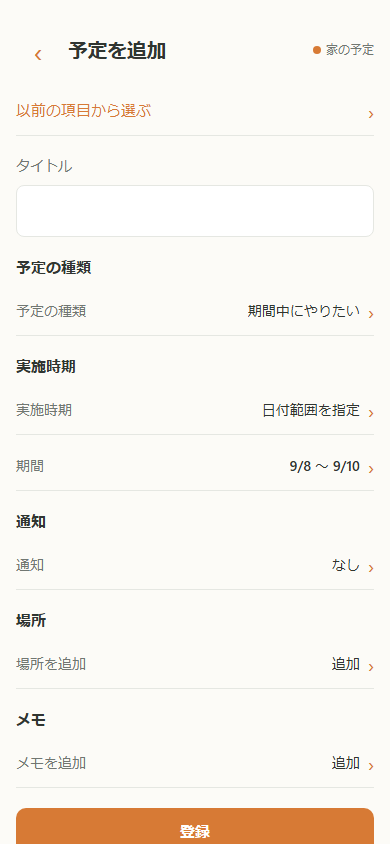 ‹ 予定を追加 家の予定
以前の項目から選ぶ ›
タイトル
予定の種類
予定の種類 期間中にやりたい ›
実施時期
実施時期 日付範囲を指定 ›
期間 9/8 〜 9/10 ›
通知
通知 なし ›
場所
場所を追加 追加 ›
メモ
メモを追加 追加 ›
登録